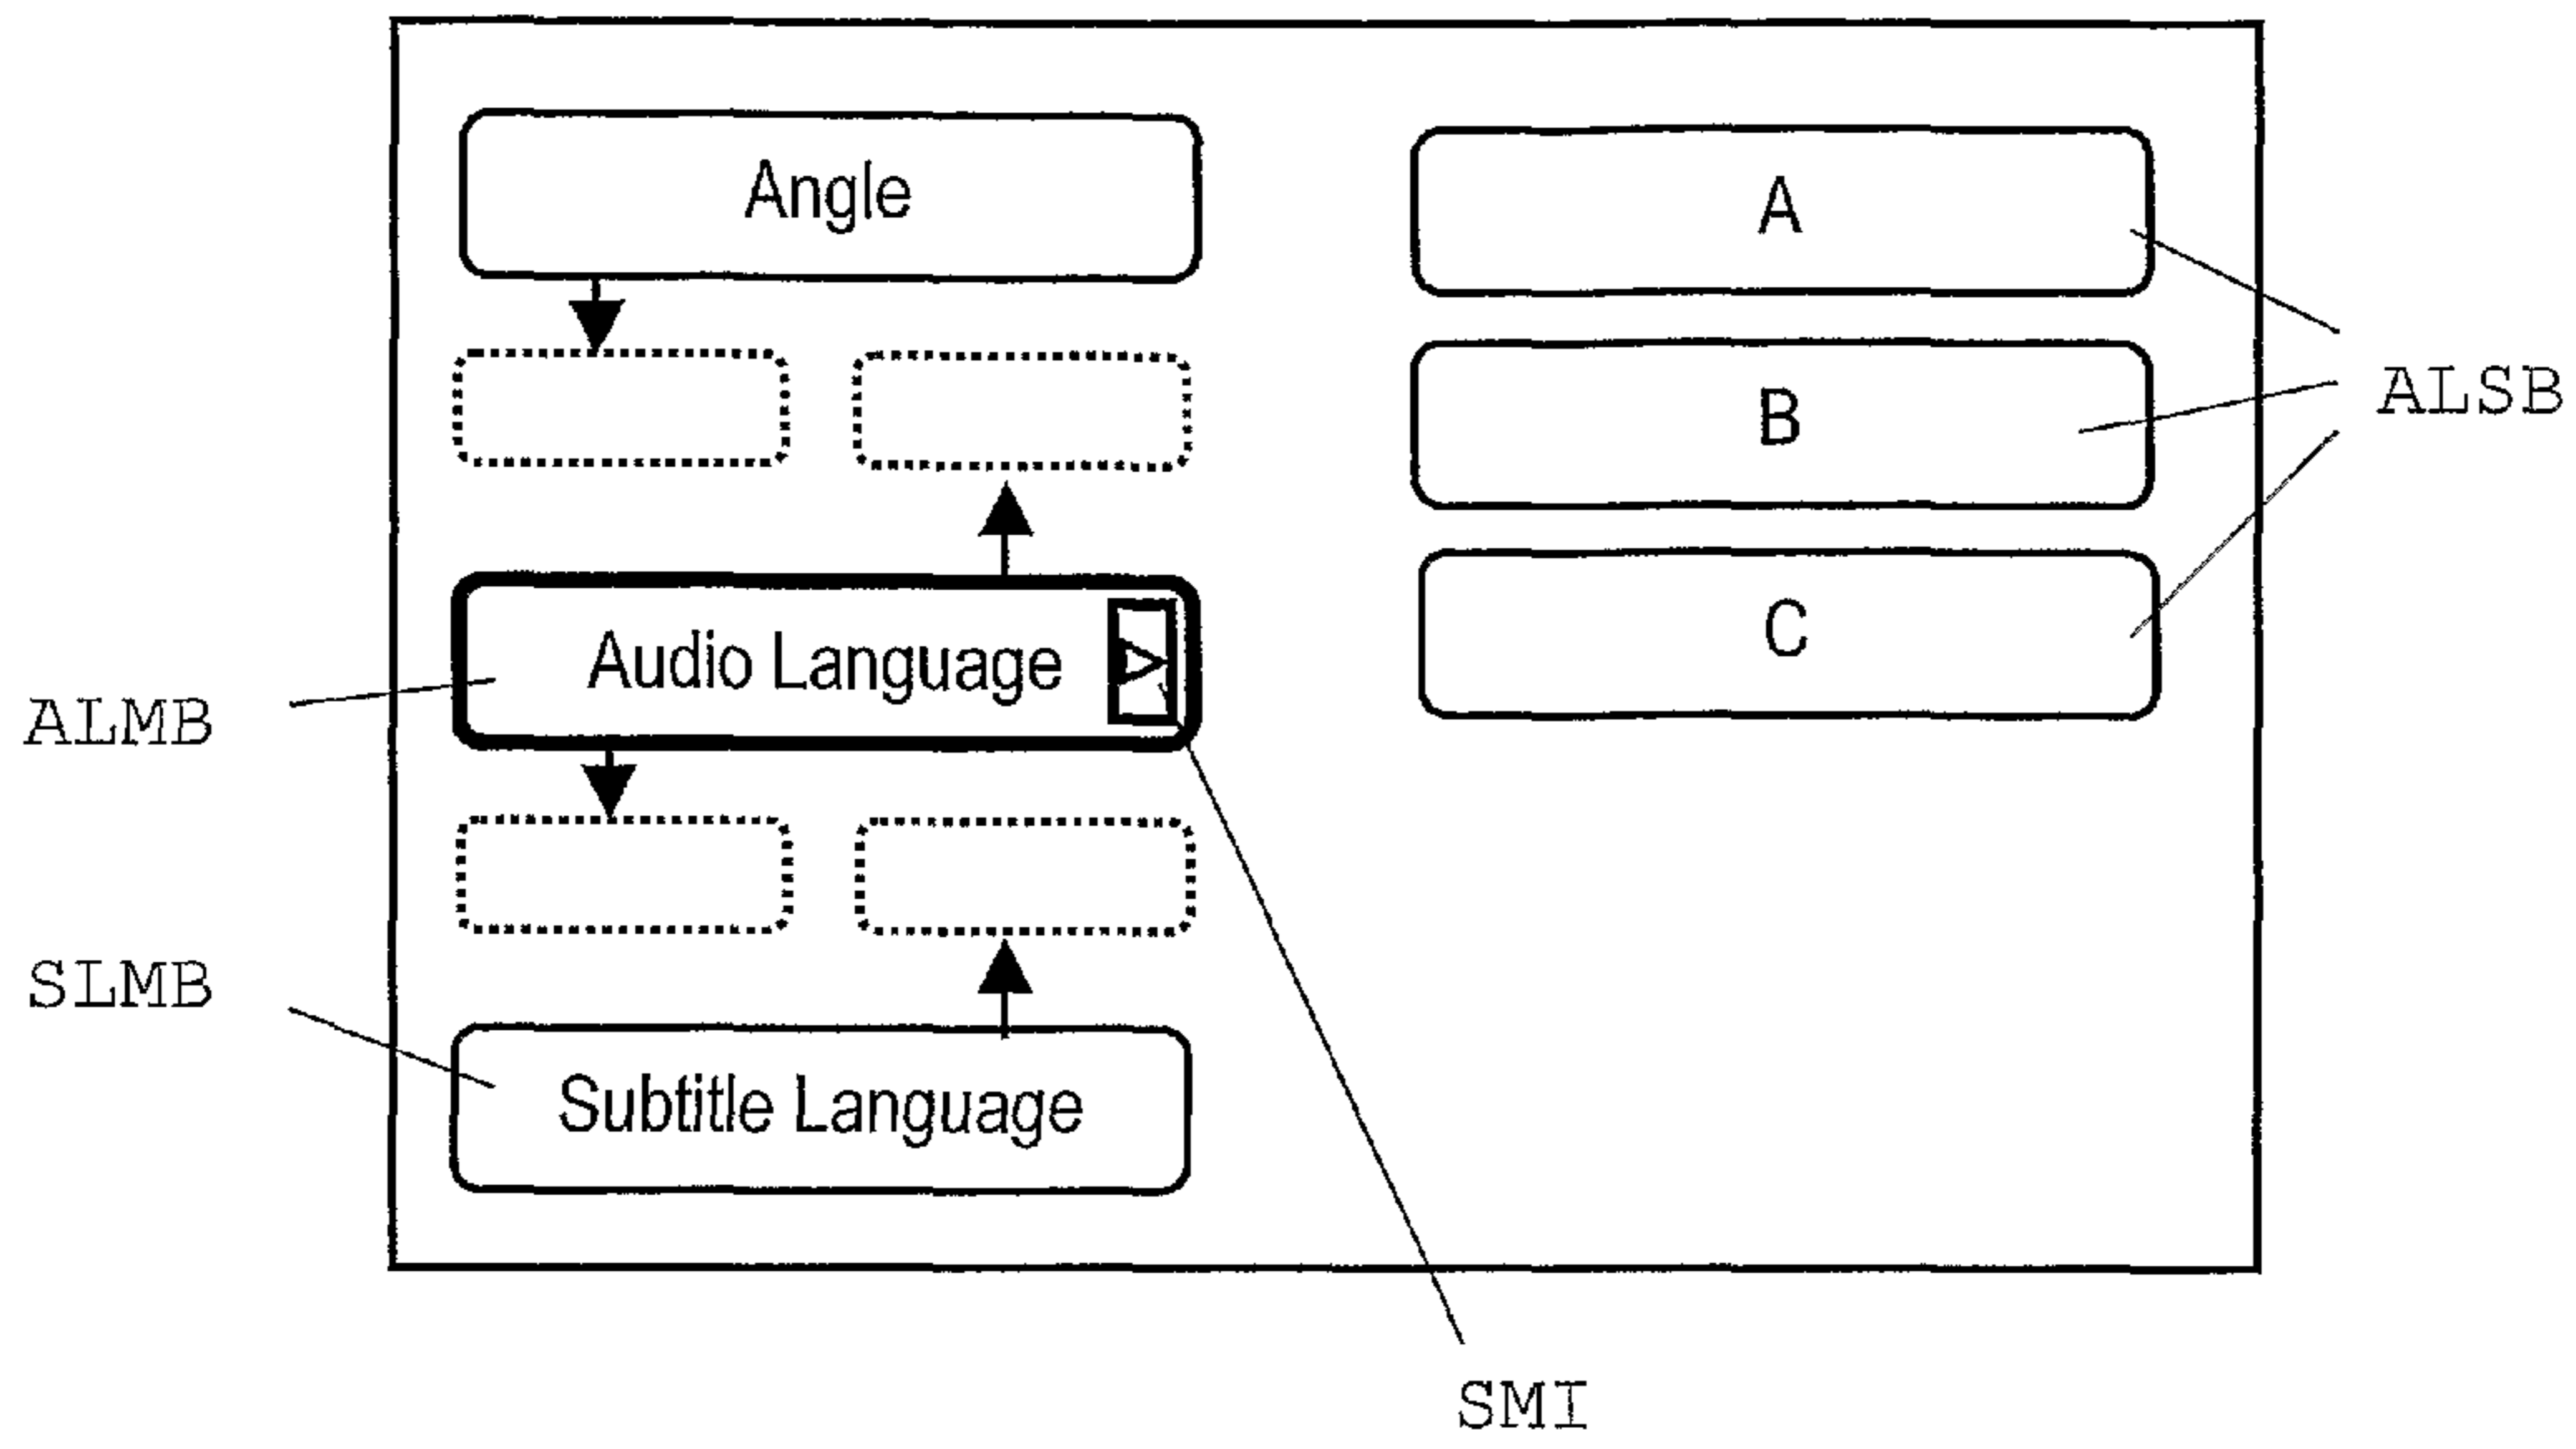 Angle
A
B
ALSB
Audio Language
C
ALMB
SLMB
Subtitle Language
SMI